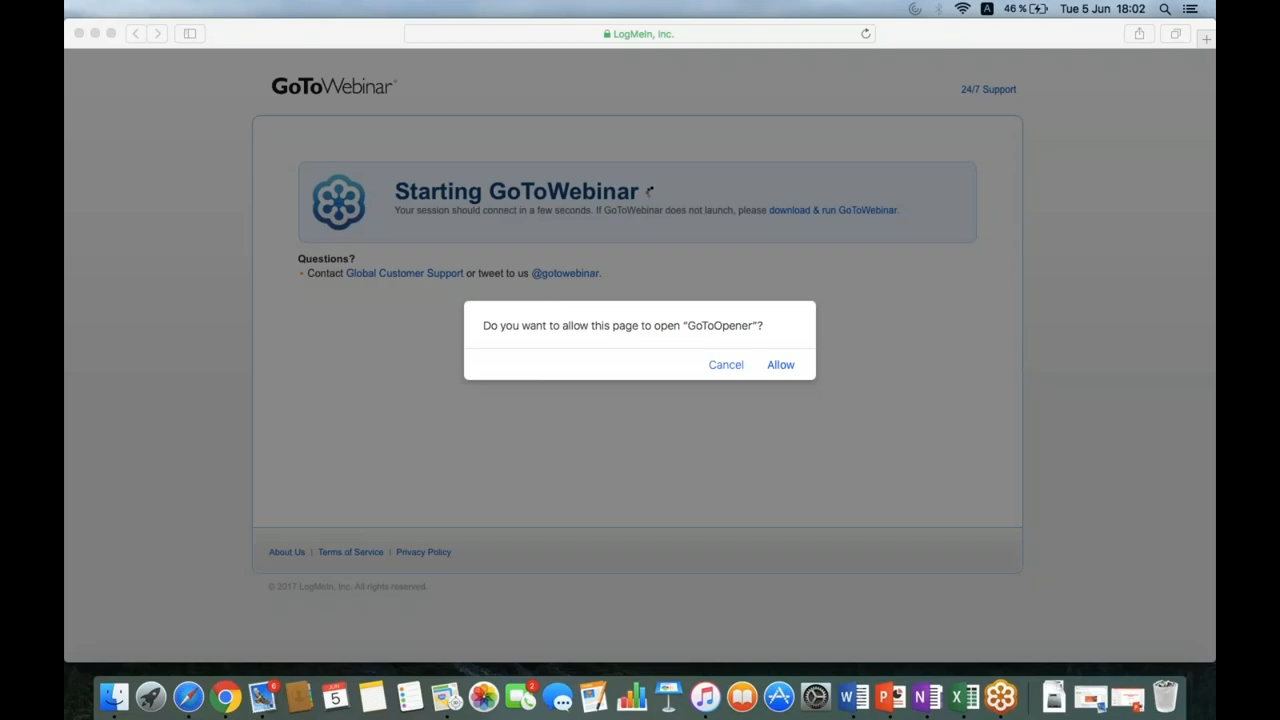 46 % Tue 5 Jun 18:02
LogMeIn, Inc.
GoToWebinar
24/7 Support
Starting GoToWebinar
Your session should connect in a few seconds. If GoToWebinar does not launch, please download & run GoToWebinar.
Questions?
• Contact Global Customer Support or tweet to us @gotowebinar.
Do you want to allow this page to open “GoToOpener”?
Cancel Allow
About Us | Terms of Service | Privacy Policy
© 2017 LogMeIn, Inc. All rights reserved.